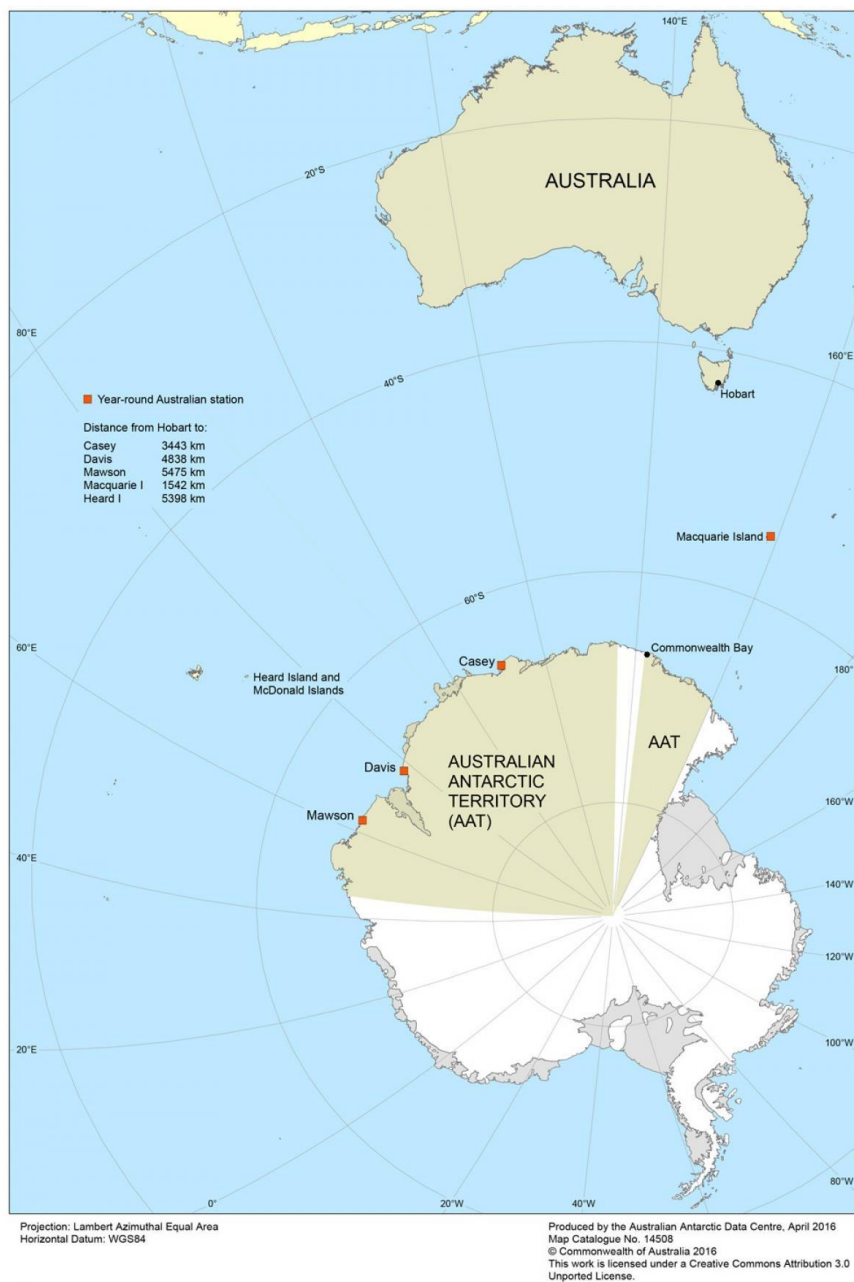 140°E
20°S
AUSTRALIA
80°E
160°E
40°S
Hobart
Year-round Australian station
Distance from Hobart to:
Casey 3443 km
Davis 4838 km
Mawson 5475 km
Macquarie I 1542 km
Heard I 5398 km
Macquarie Island
60°S
60°E
Commonwealth Bay
Casey
180°
Heard Island and
McDonald Islands
AAT
Davis
AUSTRALIAN
ANTARCTIC
TERRITORY
(AAT)
Mawson
160°W
40°E
140°W
120°W
100°W
20°E
80°W
0°
20°W
40°W
Projection: Lambert Azimuthal Equal Area
Horizontal Datum: WGS84
Produced by the Australian Antarctic Data Centre, April 2016
Map Catalogue No. 14508
© Commonwealth of Australia 2016
This work is licensed under a Creative Commons Attribution 3.0
Unported License.